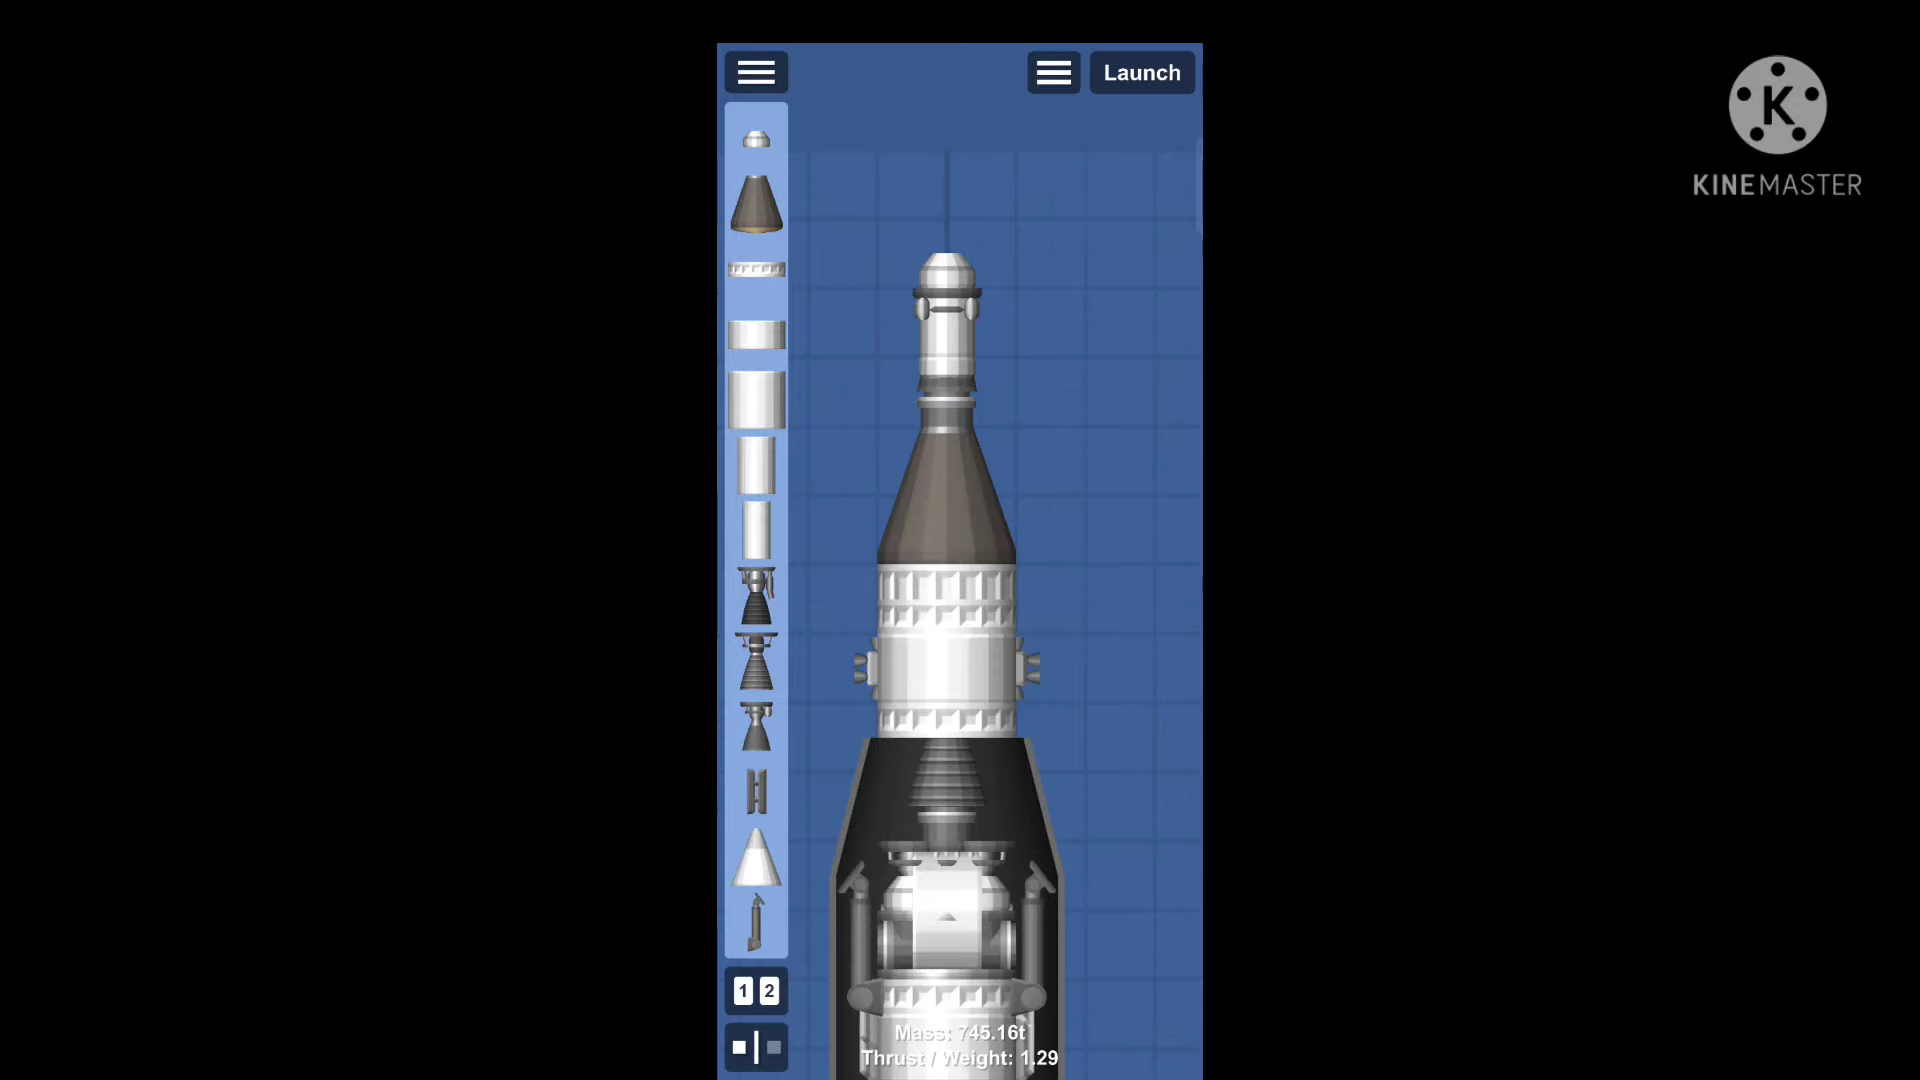 Launch
K
KINEMASTER
1 2
Mass: 745.16t
Thrust / Weight: 1.29